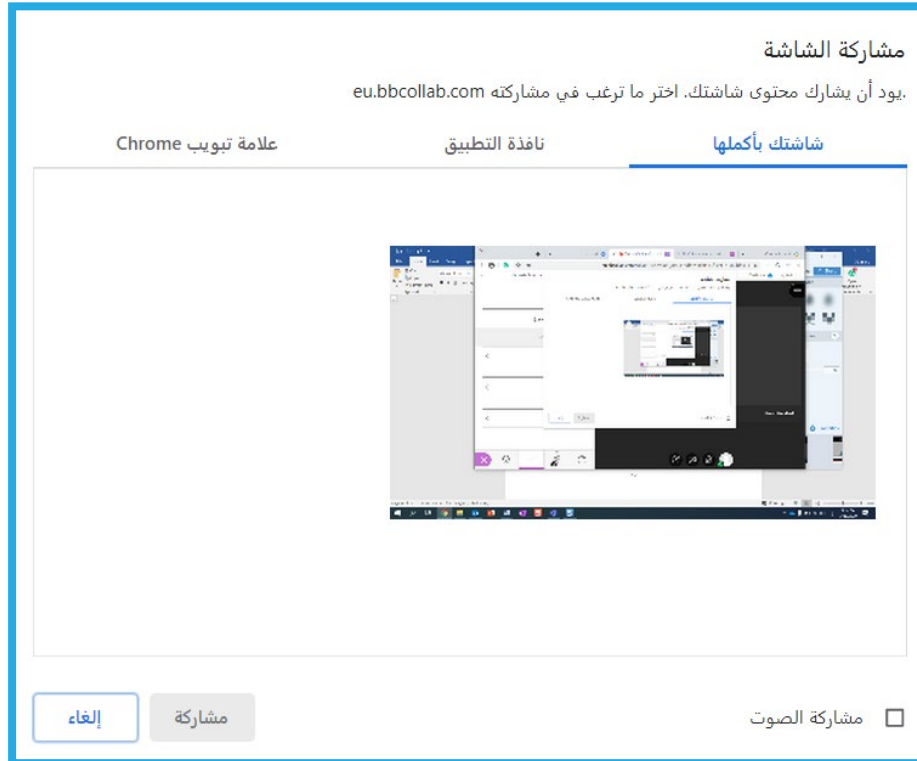 مشاركة الشاشة
.يود أن يشارك محتوى شاشتك. اختر ما ترغب في مشاركته eu.bbcollab.com
شاشتك بأكملها
نافذة التطبيق
علامة تبويب Chrome
مشاركة الصوت
مشاركة
إلغاء